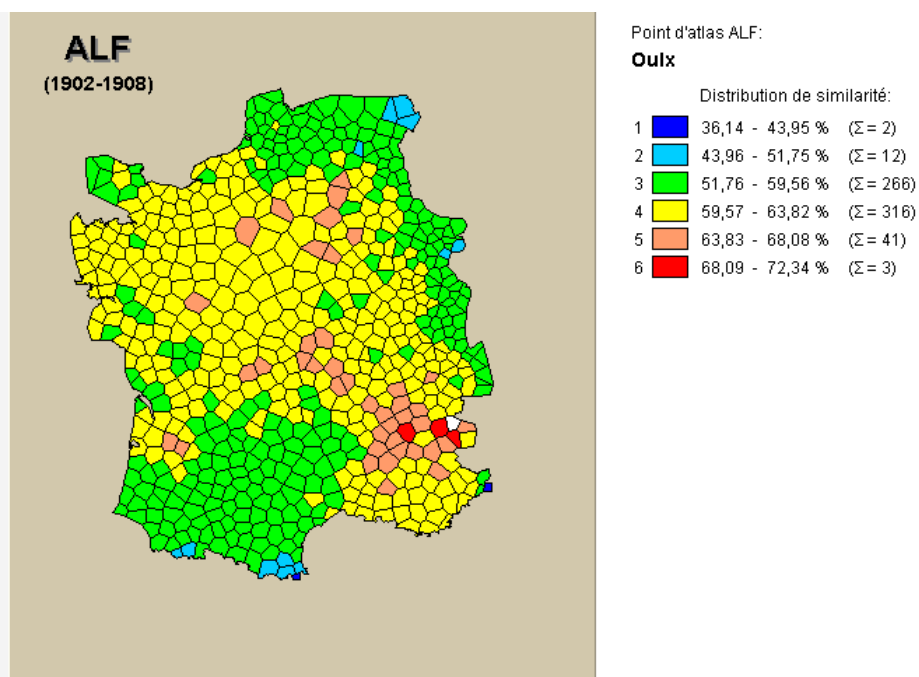 ALF
(1902-1908)
Point d'atlas ALF:
Oulx
Distribution de similarité:
1 36,14 - 43,95 % (Σ = 2)
2 43,96 - 51,75 % (Σ = 12)
3 51,76 - 59,56 % (Σ = 266)
4 59,57 - 63,82 % (Σ = 316)
5 63,83 - 68,08 % (Σ = 41)
6 68,09 - 72,34 % (Σ = 3)